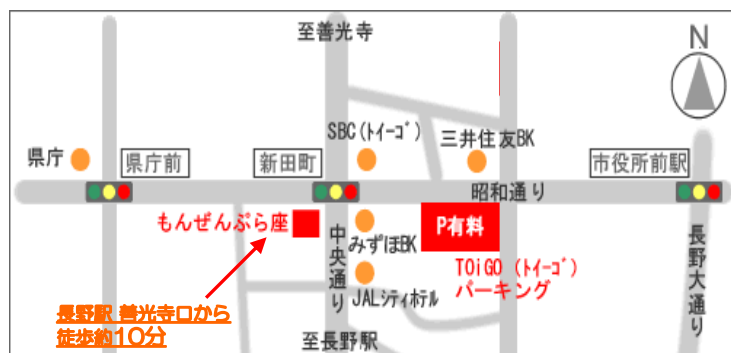 至善光寺
N
SBC(トイーゴ)
三井住友BK
県庁
県庁前
新田町
市役所前駅
昭和通り
もんぜんぷら座
P有料
みずほBK
中央通り
TOiGO (トイーゴ)
パーキング
長野大通り
JALシティホテル
長野駅 善光寺口から
徒歩約10分
至長野駅